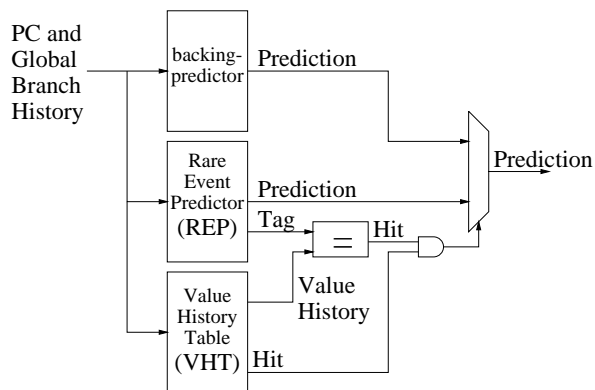 PC and
Global
Branch
History
backing-
predictor
Prediction
Rare
Event
Predictor
(REP)
Prediction
Tag
=
Hit
Prediction
Value
History
Table
(VHT)
Value
History
Hit